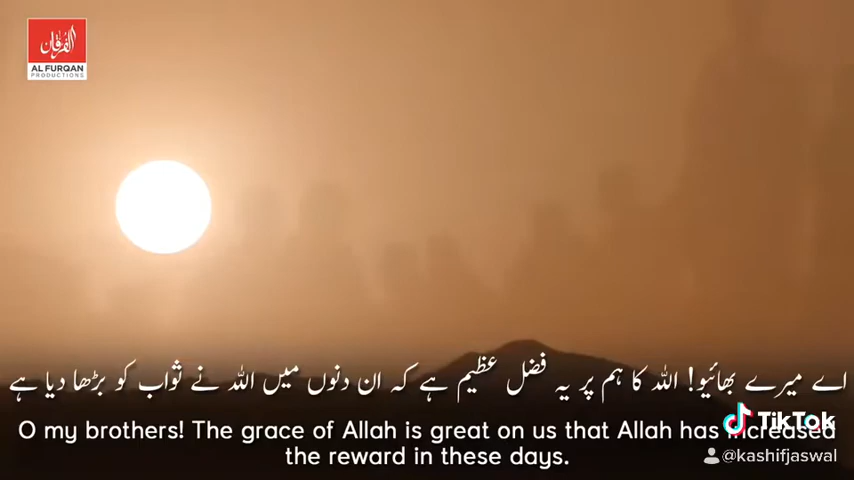 الفرقان
AL FURQAN
PRODUCTIONS
اے میرے بھائیو! اللہ کا ہم پر یہ فضل عظیم ہے کہ ان دنوں میں اللہ نے ثواب کو بڑھا دیا ہے
O my brothers! The grace of Allah is great on us that Allah has increased
the reward in these days.
TikTok
@kashifjaswal